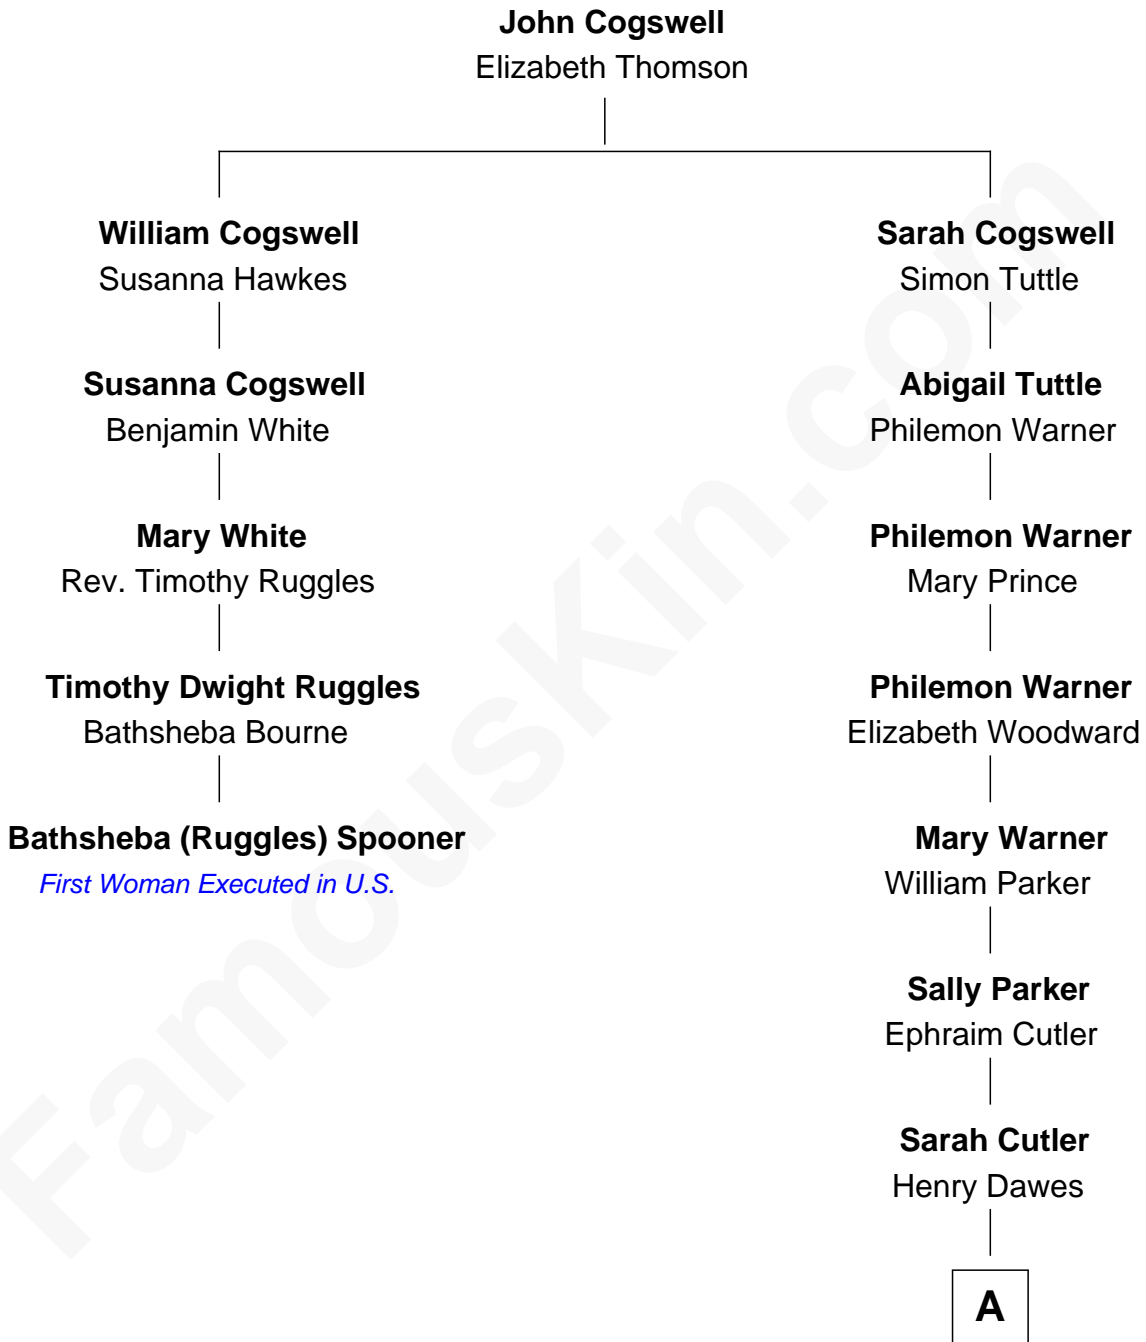 John Cogswell
Elizabeth Thomson
William Cogswell
Susanna Hawkes
Susanna Cogswell
Benjamin White
Mary White
Rev. Timothy Ruggles
Timothy Dwight Ruggles
Bathsheba Bourne
Bathsheba (Ruggles) Spooner
First Woman Executed in U.S.
Sarah Cogswell
Simon Tuttle
Abigail Tuttle
Philemon Warner
Philemon Warner
Mary Prince
Philemon Warner
Elizabeth Woodward
Mary Warner
William Parker
Sally Parker
Ephraim Cutler
Sarah Cutler
Henry Dawes
A
FamousKin.com